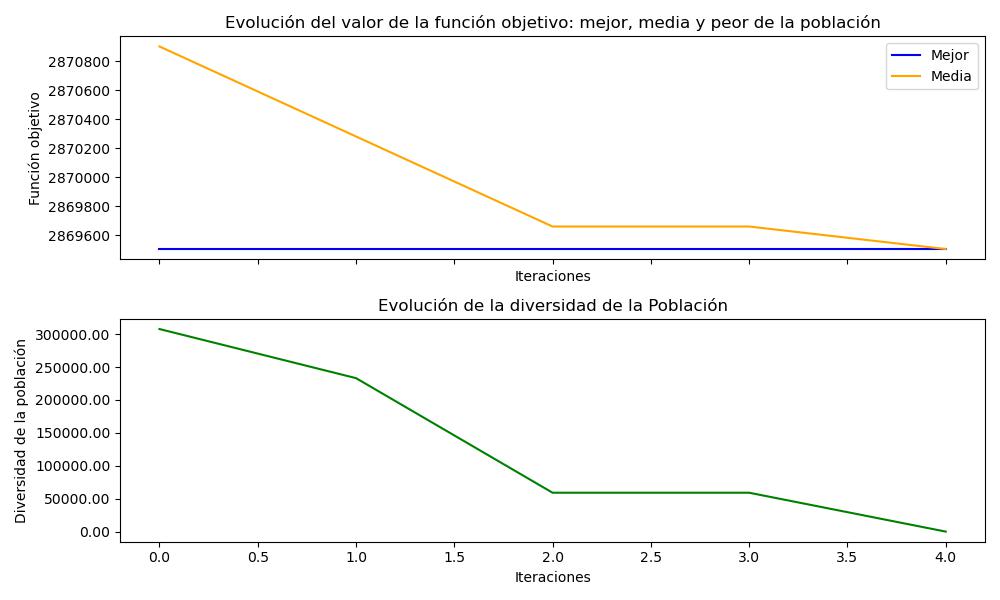 Evolución del valor de la función objetivo: mejor, media y peor de la población
Función objetivo
2870800
2870600
2870400
2870200
2870000
2869800
2869600
Mejor
Media
Iteraciones
Evolución de la diversidad de la Población
Diversidad de la población
300000.00
250000.00
200000.00
150000.00
100000.00
50000.00
0.00
0.0 0.5 1.0 1.5 2.0 2.5 3.0 3.5 4.0
Iteraciones